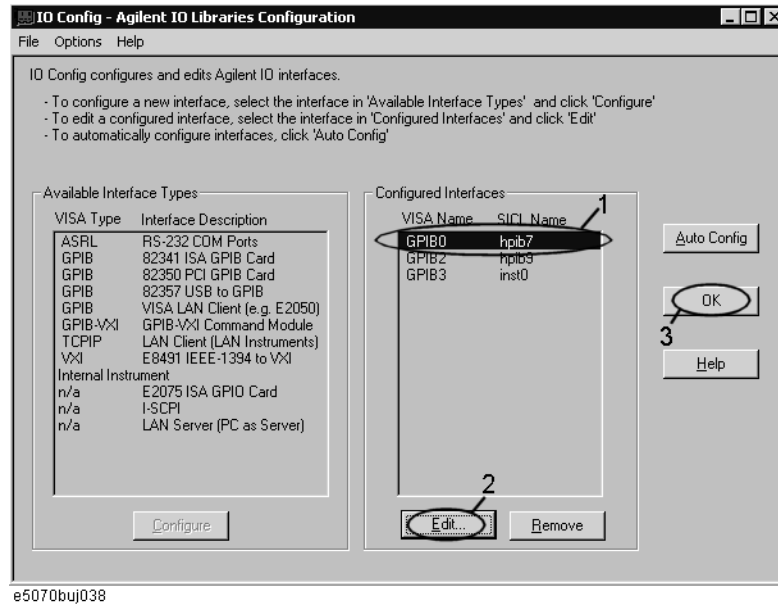 IO Config - Agilent IO Libraries Configuration
File Options Help
IO Config configures and edits Agilent IO interfaces.
- To configure a new interface, select the interface in 'Available Interface Types' and click 'Configure'
- To edit a configured interface, select the interface in 'Configured Interfaces' and click 'Edit'
- To automatically configure interfaces, click 'Auto Config'
Available Interface Types
VISA Type Interface Description
ASRL RS-232 COM Ports
GPIB 82341 ISA GPIB Card
GPIB 82350 PCI GPIB Card
GPIB 82357 USB to GPIB
GPIB VISA LAN Client (e.g. E2050)
GPIB-VXI GPIB-VXI Command Module
TCPIP LAN Client (LAN Instruments)
VXI E8491 IEEE-1394 to VXI
Internal Instrument
n/a E2075 ISA GPIO Card
n/a I-SCPI
n/a LAN Server (PC as Server)
Configure
Configured Interfaces
1
VISA Name SICL Name
GPIB0 hpib7
GPIB2 hpib9
GPIB3 inst0
2
Edit... Remove
Auto Config
OK
3
Help
e5070buj038